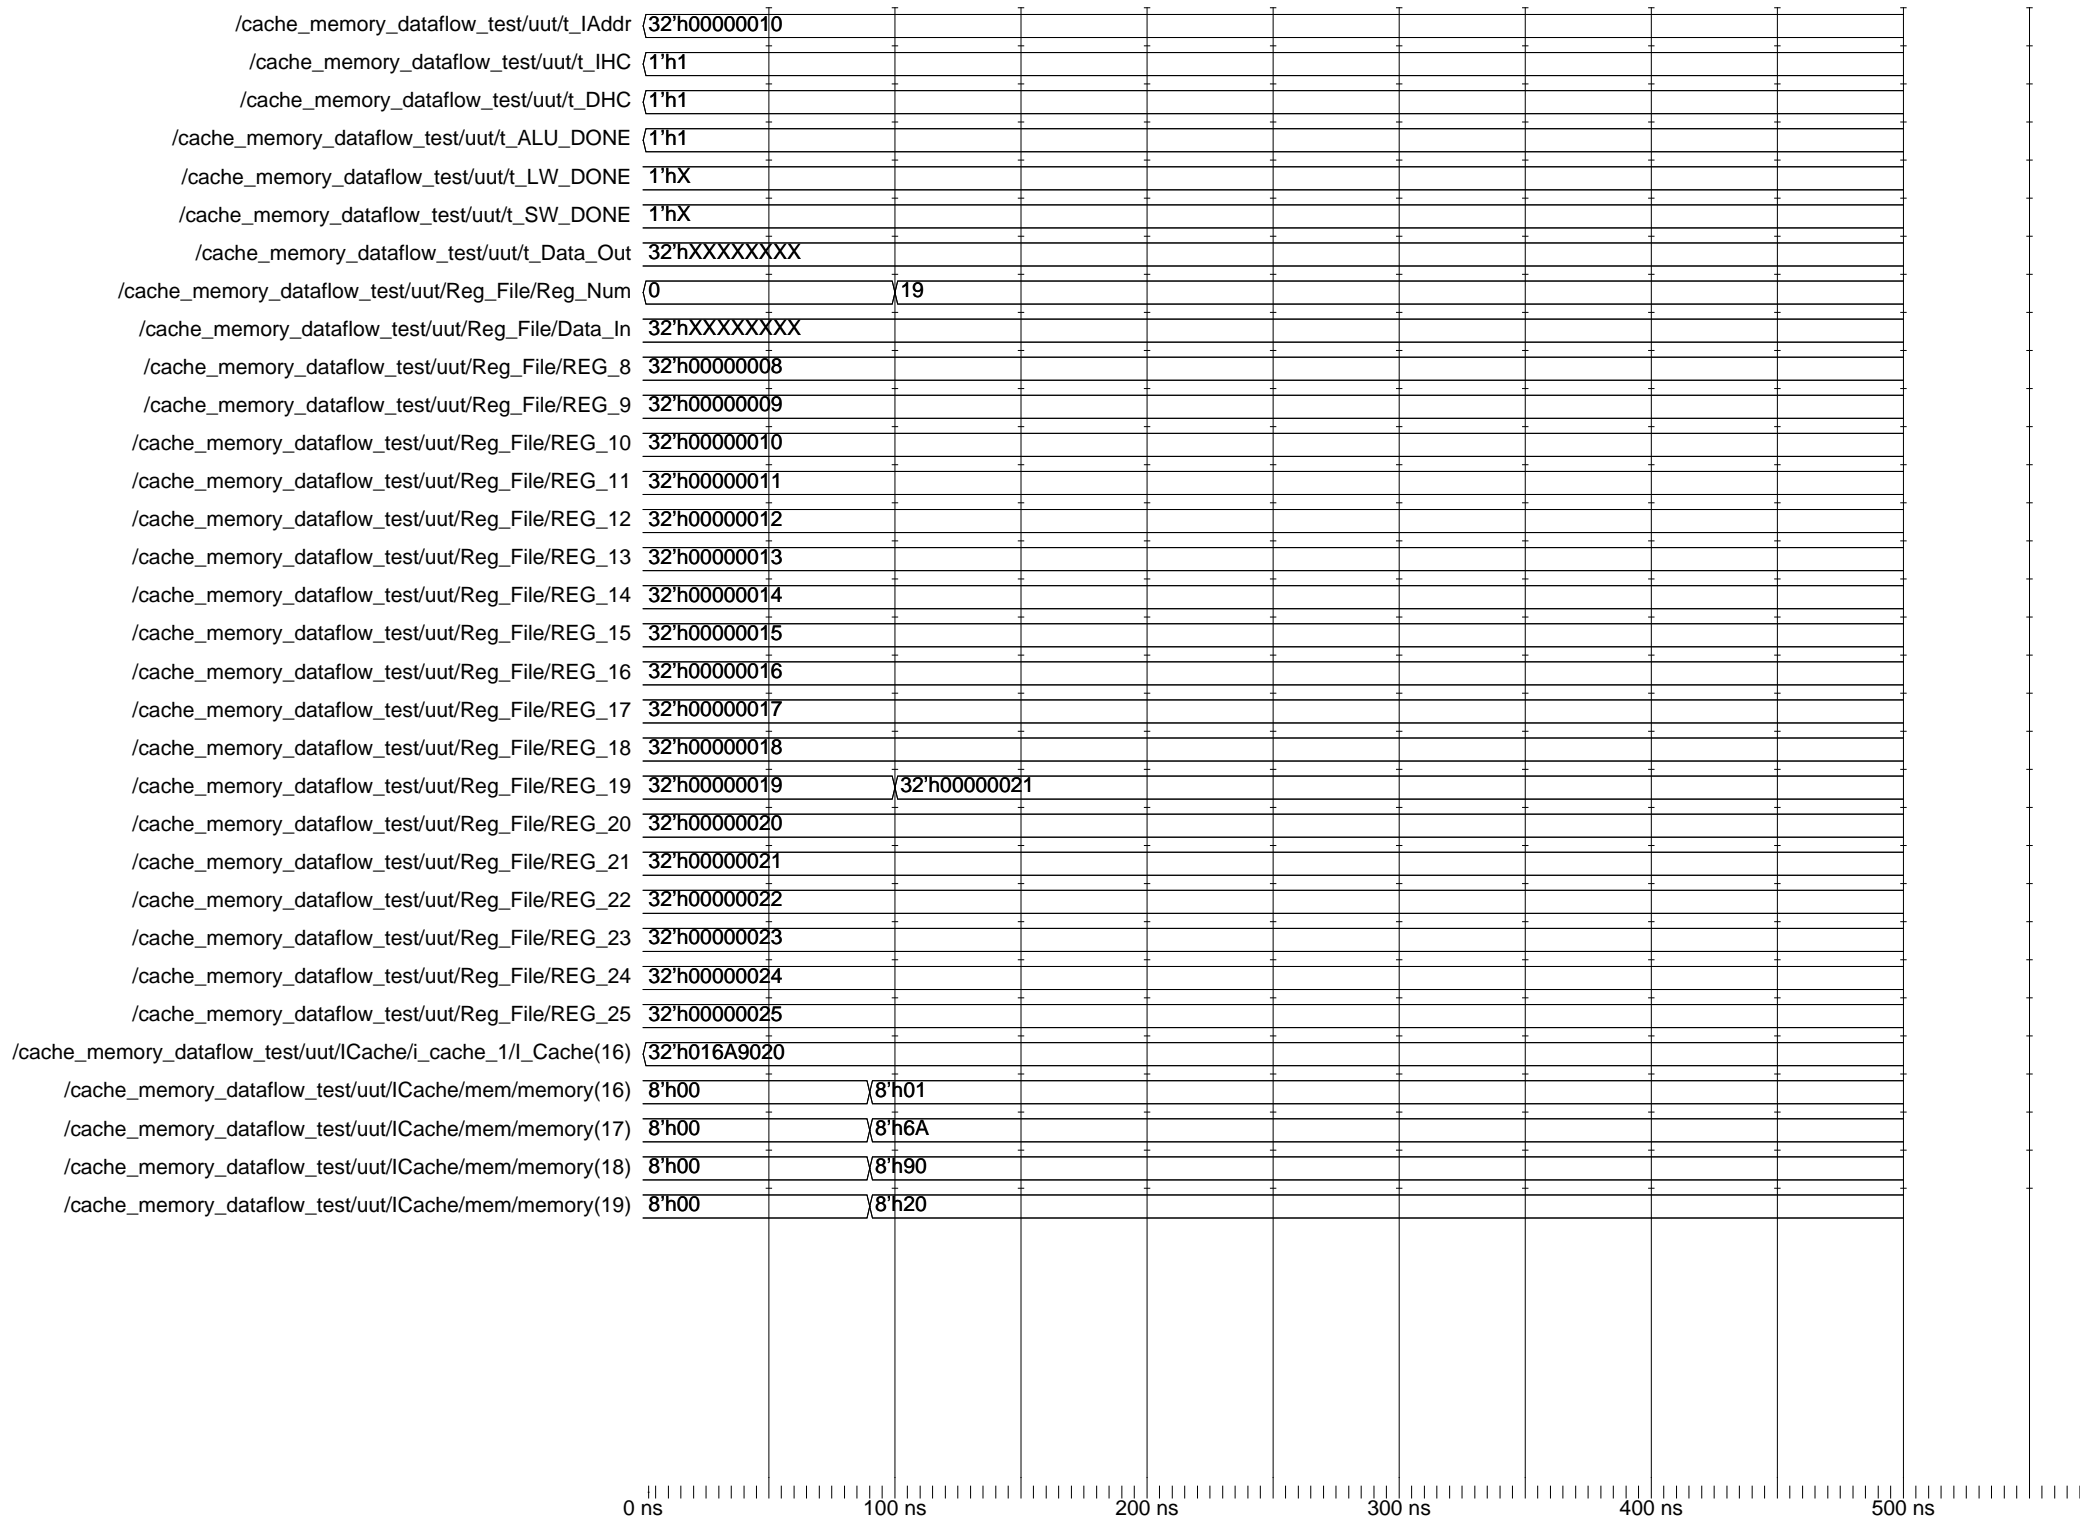 /cache_memory_dataflow_test/uut/t_IAddr 32'h00000010
/cache_memory_dataflow_test/uut/t_IHC 1'h1
/cache_memory_dataflow_test/uut/t_DHC 1'h1
/cache_memory_dataflow_test/uut/t_ALU_DONE 1'h1
/cache_memory_dataflow_test/uut/t_LW_DONE 1'hX
/cache_memory_dataflow_test/uut/t_SW_DONE 1'hX
/cache_memory_dataflow_test/uut/t_Data_Out 32'hXXXXXXXX
/cache_memory_dataflow_test/uut/Reg_File/Reg_Num 0 19
/cache_memory_dataflow_test/uut/Reg_File/Data_In 32'hXXXXXXXX
/cache_memory_dataflow_test/uut/Reg_File/REG_8 32'h00000008
/cache_memory_dataflow_test/uut/Reg_File/REG_9 32'h00000009
/cache_memory_dataflow_test/uut/Reg_File/REG_10 32'h00000010
/cache_memory_dataflow_test/uut/Reg_File/REG_11 32'h00000011
/cache_memory_dataflow_test/uut/Reg_File/REG_12 32'h00000012
/cache_memory_dataflow_test/uut/Reg_File/REG_13 32'h00000013
/cache_memory_dataflow_test/uut/Reg_File/REG_14 32'h00000014
/cache_memory_dataflow_test/uut/Reg_File/REG_15 32'h00000015
/cache_memory_dataflow_test/uut/Reg_File/REG_16 32'h00000016
/cache_memory_dataflow_test/uut/Reg_File/REG_17 32'h00000017
/cache_memory_dataflow_test/uut/Reg_File/REG_18 32'h00000018
/cache_memory_dataflow_test/uut/Reg_File/REG_19 32'h00000019 32'h00000021
/cache_memory_dataflow_test/uut/Reg_File/REG_20 32'h00000020
/cache_memory_dataflow_test/uut/Reg_File/REG_21 32'h00000021
/cache_memory_dataflow_test/uut/Reg_File/REG_22 32'h00000022
/cache_memory_dataflow_test/uut/Reg_File/REG_23 32'h00000023
/cache_memory_dataflow_test/uut/Reg_File/REG_24 32'h00000024
/cache_memory_dataflow_test/uut/Reg_File/REG_25 32'h00000025
/cache_memory_dataflow_test/uut/ICache/i_cache_1/I_Cache(16) 32'h016A9020
/cache_memory_dataflow_test/uut/ICache/mem/memory(16) 8'h00 8'h01
/cache_memory_dataflow_test/uut/ICache/mem/memory(17) 8'h00 8'h6A
/cache_memory_dataflow_test/uut/ICache/mem/memory(18) 8'h00 8'h90
/cache_memory_dataflow_test/uut/ICache/mem/memory(19) 8'h00 8'h20
0 ns 100 ns 200 ns 300 ns 400 ns 500 ns